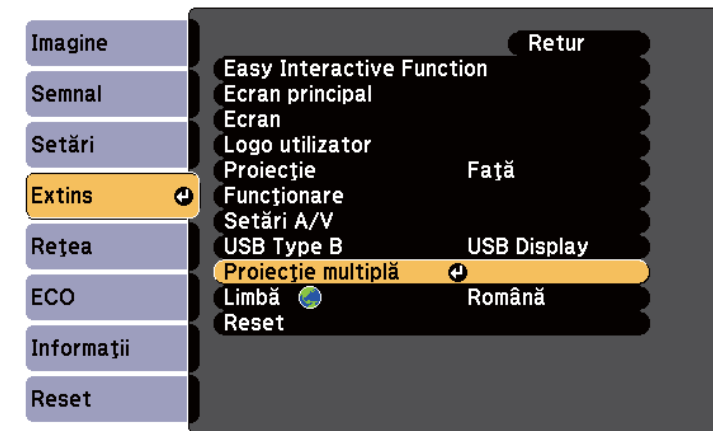 Imagine
Semnal
Setări
Extins
Reţea
ECO
Informaţii
Reset
Retur
Easy Interactive Function
Ecran principal
Ecran
Logo utilizator
Proiecţie Faţă
Funcţionare
Setări A/V
USB Type B USB Display
Proiecţie multiplă
Limbă Română
Reset